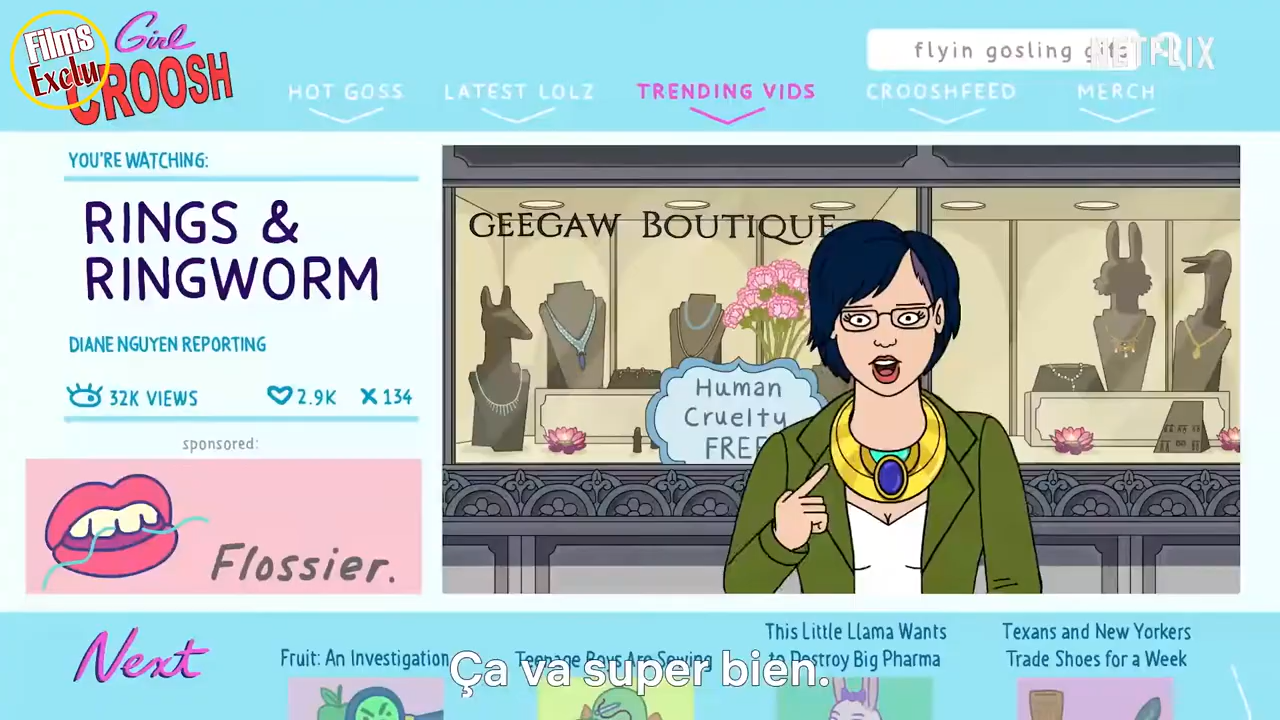 Films
Exclu
Girl
CROOSH
flyin gosling gifs
NETFLIX
HOT GOSS
LATEST LOLZ
TRENDING VIDS
CROOSHFEED
MERCH
YOU'RE WATCHING:
RINGS &
RINGWORM
DIANE NGUYEN REPORTING
32K VIEWS
2.9K
X 134
sponsored:
Flossier.
GEEGAW BOUTIQUE
Human
Cruelty
FREE
Next
Fruit: An Investigation
Teenage Boys Are Sewing
This Little Llama Wants
to Destroy Big Pharma
Texans and New Yorkers
Trade Shoes for a Week
Ça va super bien.